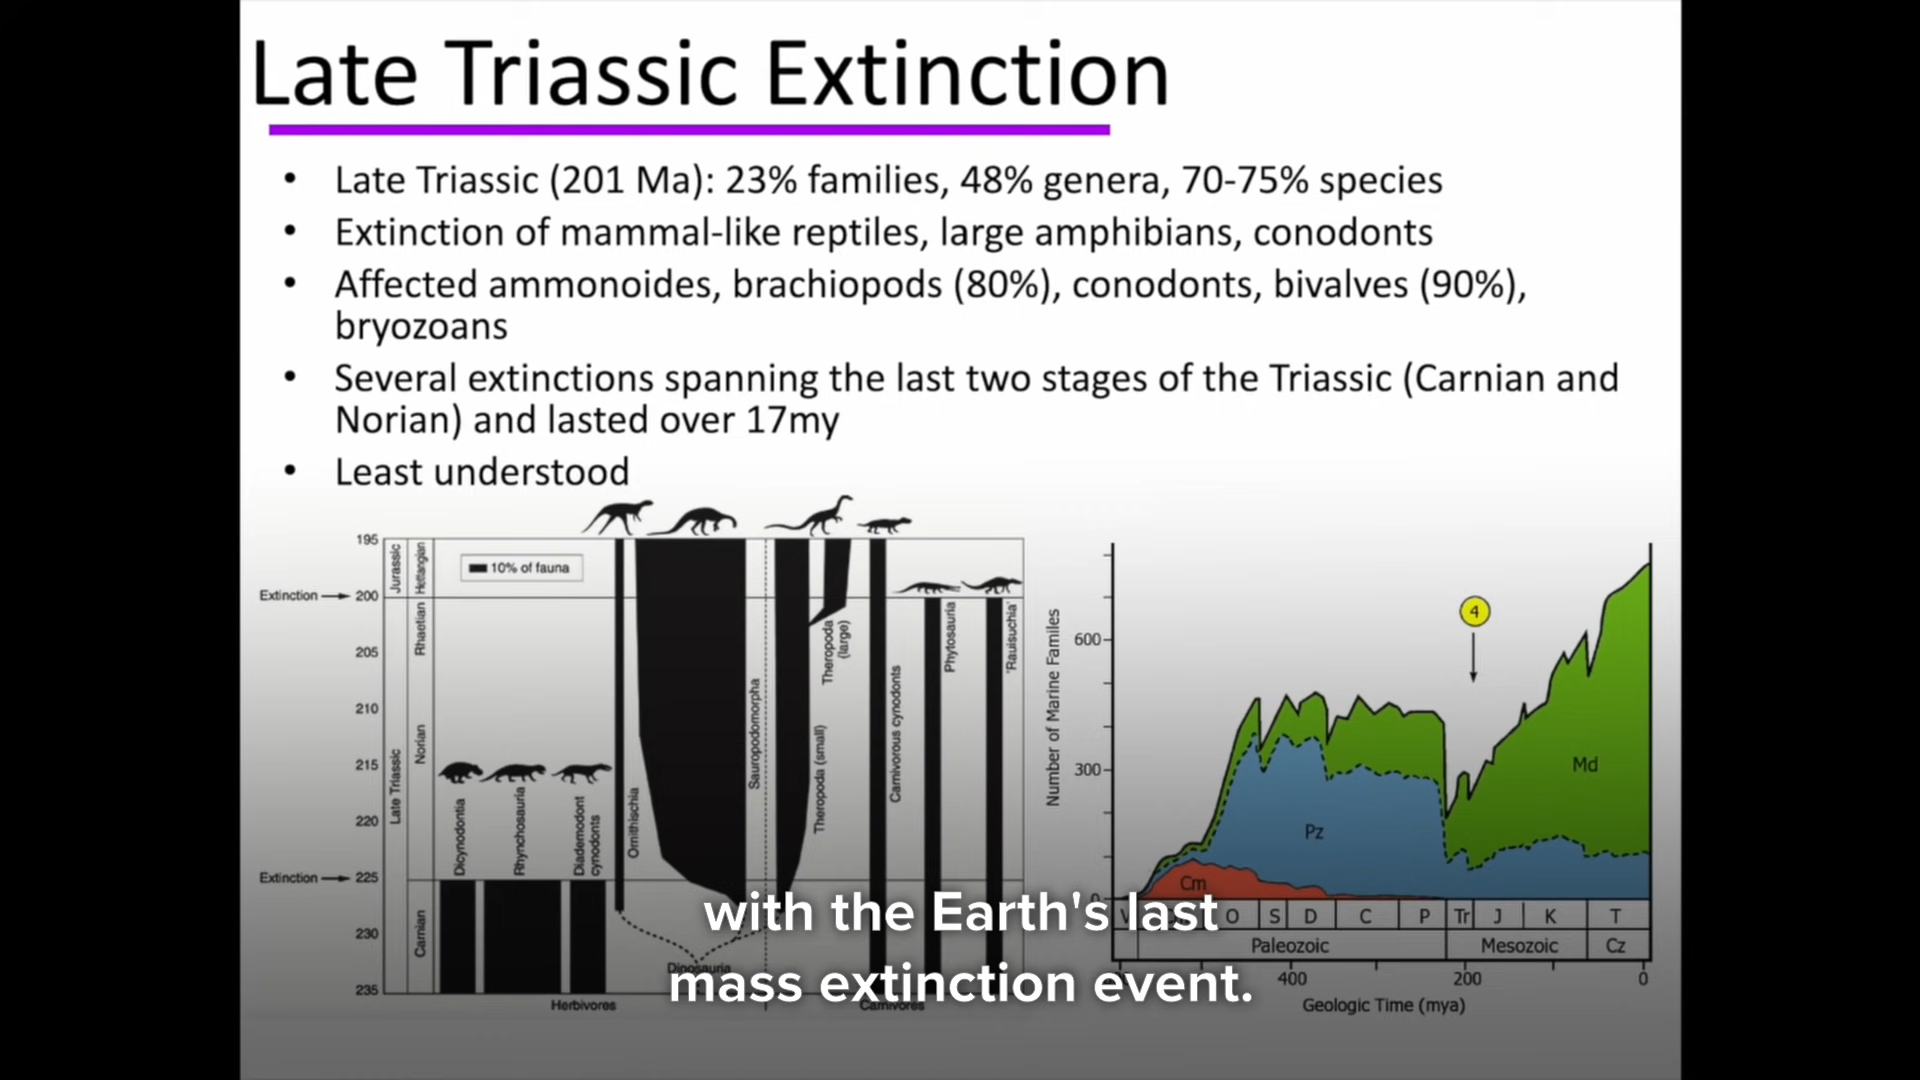 Late Triassic Extinction
• Late Triassic (201 Ma): 23% families, 48% genera, 70-75% species
• Extinction of mammal-like reptiles, large amphibians, conodonts
• Affected ammonoides, brachiopods (80%), conodonts, bivalves (90%),
bryozoans
• Several extinctions spanning the last two stages of the Triassic (Carnian and
Norian) and lasted over 17my
• Least understood
195
Extinction
200
205
210
215
220
Extinction
225
230
235
Jurassic
Late Triassic
Hettangian
Rhaetian
Norian
Carnian
10% of fauna
Dicynodontia
Rhynchosauria
Diademodont
cynodonts
Ornithischia
Sauropodomorpha
Theropoda (small)
Theropoda
(large)
Carnivorous cynodonts
Phytosauria
'Rauisuchia'
Dinosauria
Herbivores
Carnivores
Number of Marine Familes
600
300
0
4
Md
Pz
Cm
O S D C P Tr J K T
Paleozoic Mesozoic Cz
400 200 0
Geologic Time (mya)
with the Earth's last
mass extinction event.